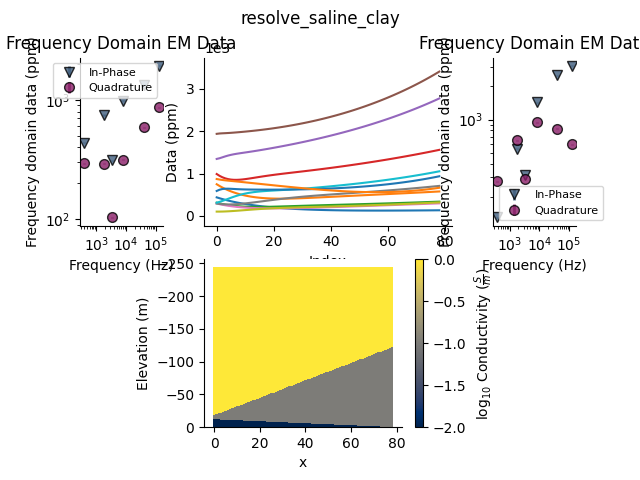 resolve_saline_clay
Frequency Domain EM Data
Frequency domain data (ppm)
In-Phase
Quadrature
10³
10²
10³ 10⁴ 10⁵
Frequency (Hz)
1e3
Data (ppm)
3
2
1
0
0 20 40 60 80
Frequency Domain EM Dat
Frequency domain data (ppm)
10³
In-Phase
Quadrature
10³ 10⁴ 10⁵
Frequency (Hz)
Elevation (m)
−250
−200
−150
−100
−50
0
0 20 40 60 80
x
0.0
−0.5
−1.0
−1.5
−2.0
log₁₀ Conductivity (S/m)